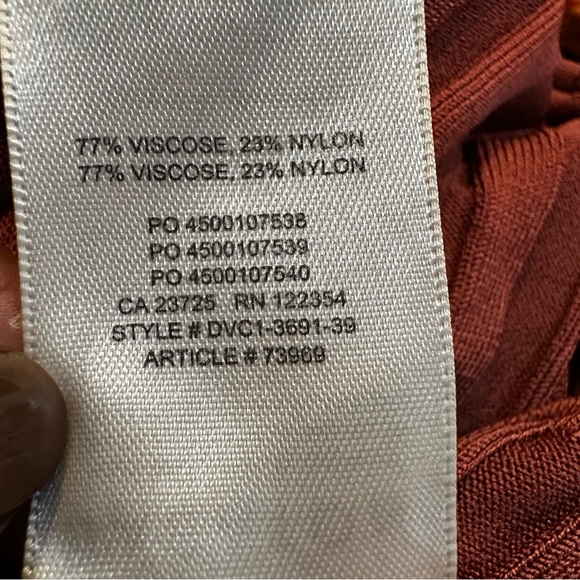 77% VISCOSE, 23% NYLON
77% VISCOSE, 23% NYLON
PO 4500107538
PO 4500107539
PO 4500107540
CA 23725 RN 122354
STYLE # DVC1-3691-39
ARTICLE # 73969